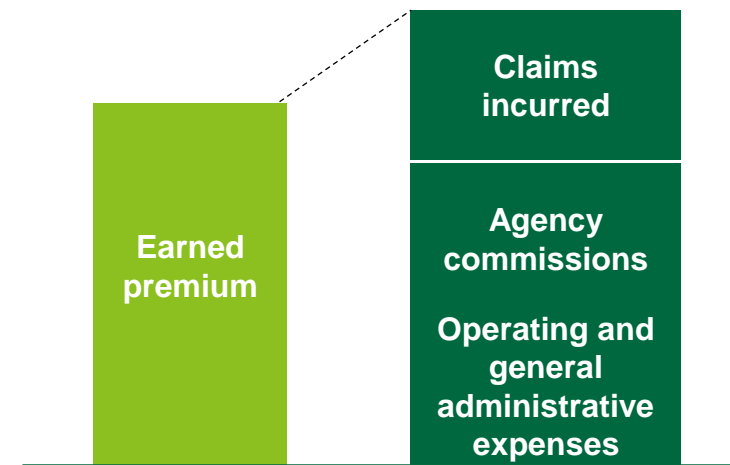 Claims
incurred
Earned
premium
Agency
commissions
Operating and
general
administrative
expenses